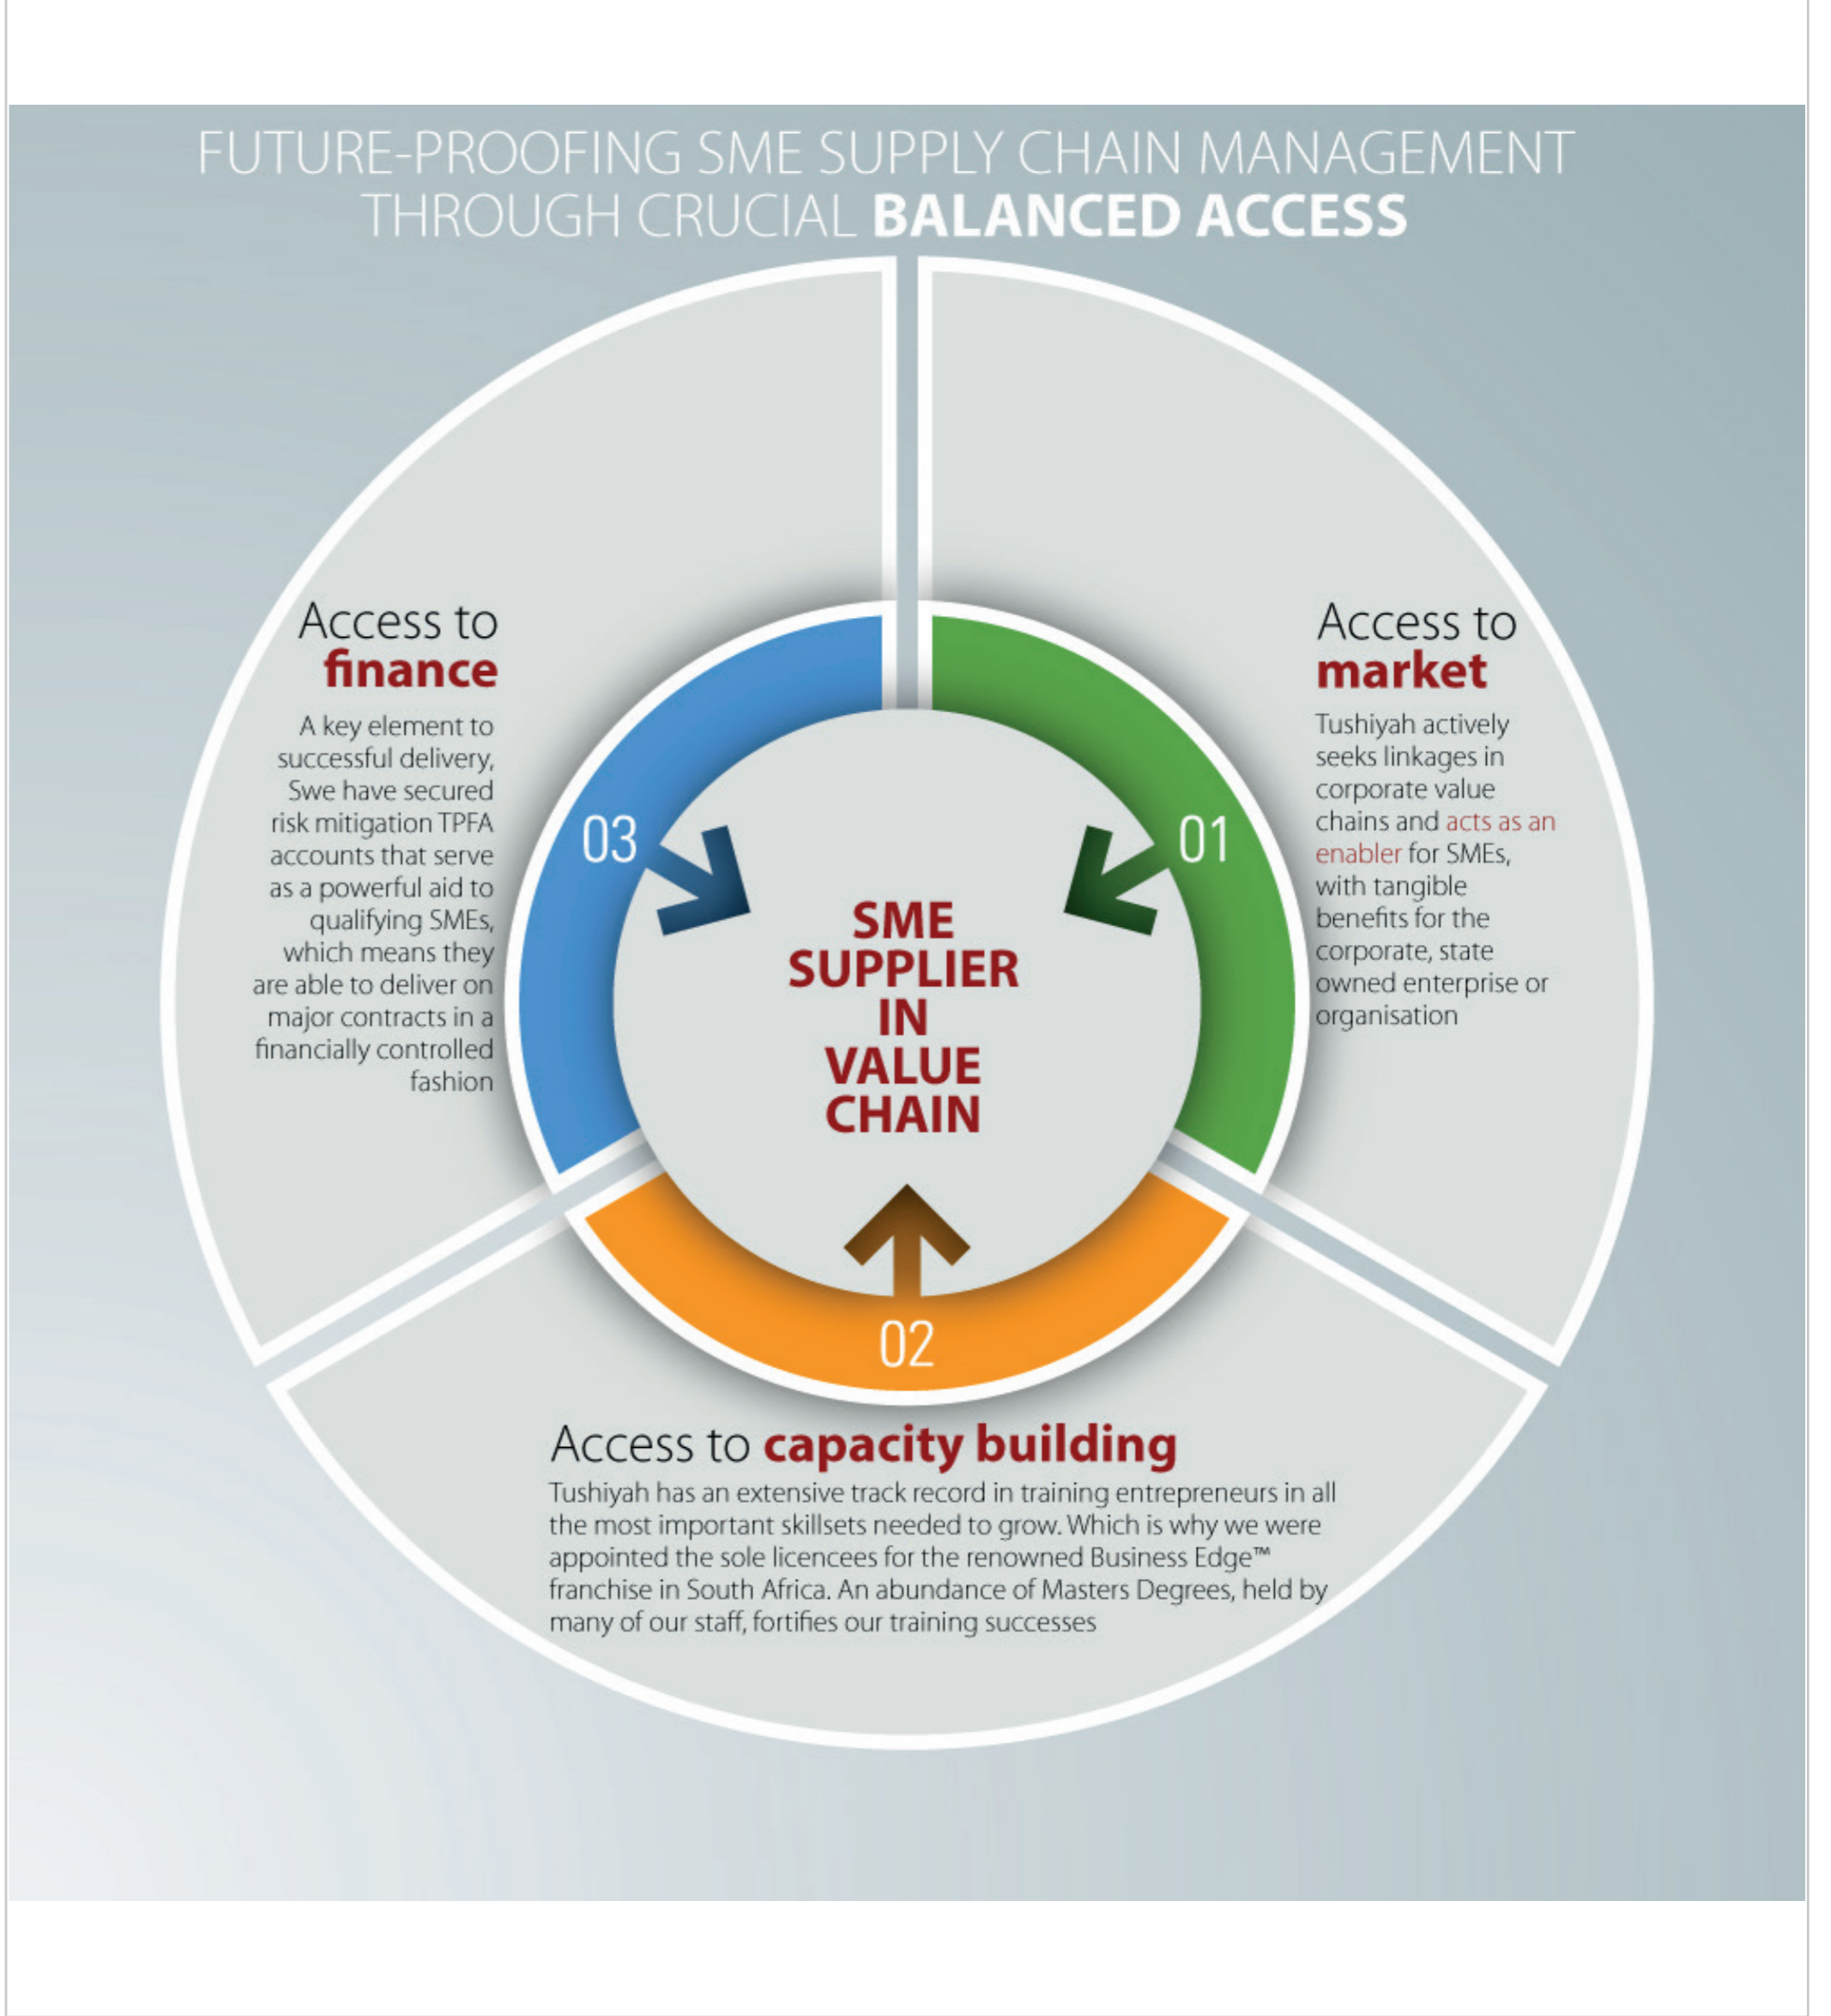 FUTURE-PROOFING SME SUPPLY CHAIN MANAGEMENT
THROUGH CRUCIAL BALANCED ACCESS
Access to
finance
A key element to
successful delivery,
Swe have secured
risk mitigation TPFA
accounts that serve
as a powerful aid to
qualifying SMEs,
which means they
are able to deliver on
major contracts in a
financially controlled
fashion
03
SME
SUPPLIER
IN
VALUE
CHAIN
01
Access to
market
Tushiyah actively
seeks linkages in
corporate value
chains and acts as an
enabler for SMEs,
with tangible
benefits for the
corporate, state
owned enterprise or
organisation
02
Access to capacity building
Tushiyah has an extensive track record in training entrepreneurs in all
the most important skillsets needed to grow. Which is why we were
appointed the sole licencees for the renowned Business Edge™
franchise in South Africa. An abundance of Masters Degrees, held by
many of our staff, fortifies our training successes